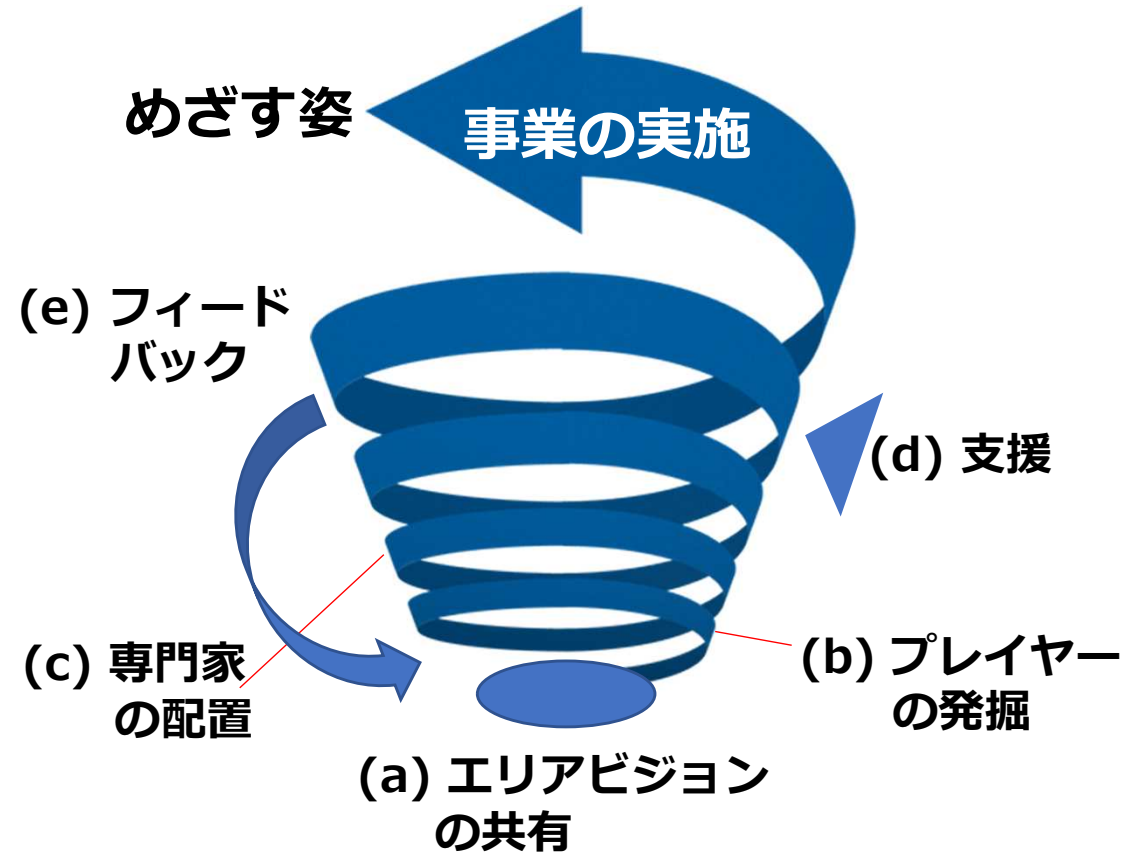 めざす姿
事業の実施
(e) フィード
バック
(d) 支援
(c) 専門家
の配置
(b) プレイヤー
の発掘
(a) エリアビジョン
の共有